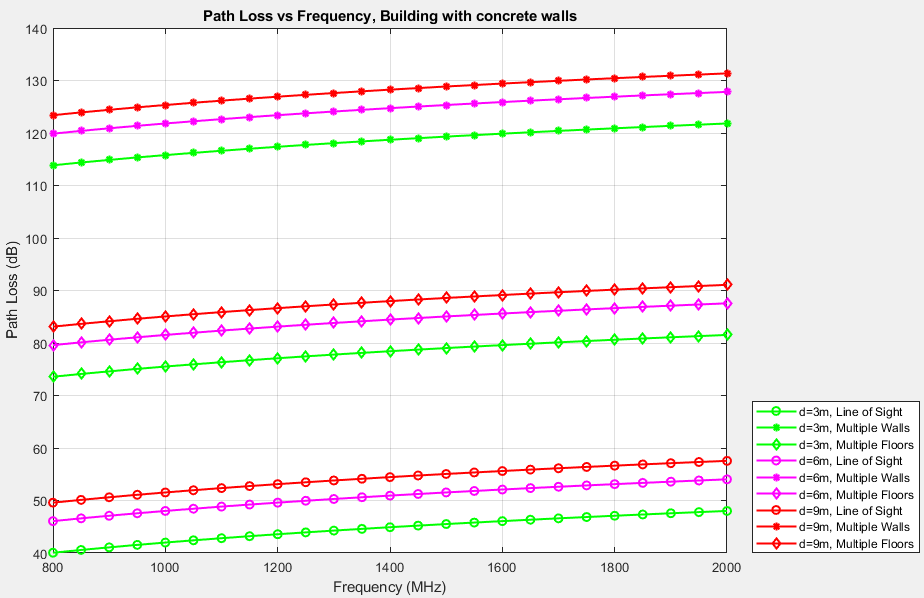 Path Loss vs Frequency, Building with concrete walls
140
130
120
110
100
90
80
70
60
50
40
Path Loss (dB)
800
1000
1200
1400
1600
1800
2000
Frequency (MHz)
d=3m, Line of Sight
d=3m, Multiple Walls
d=3m, Multiple Floors
d=6m, Line of Sight
d=6m, Multiple Walls
d=6m, Multiple Floors
d=9m, Line of Sight
d=9m, Multiple Walls
d=9m, Multiple Floors